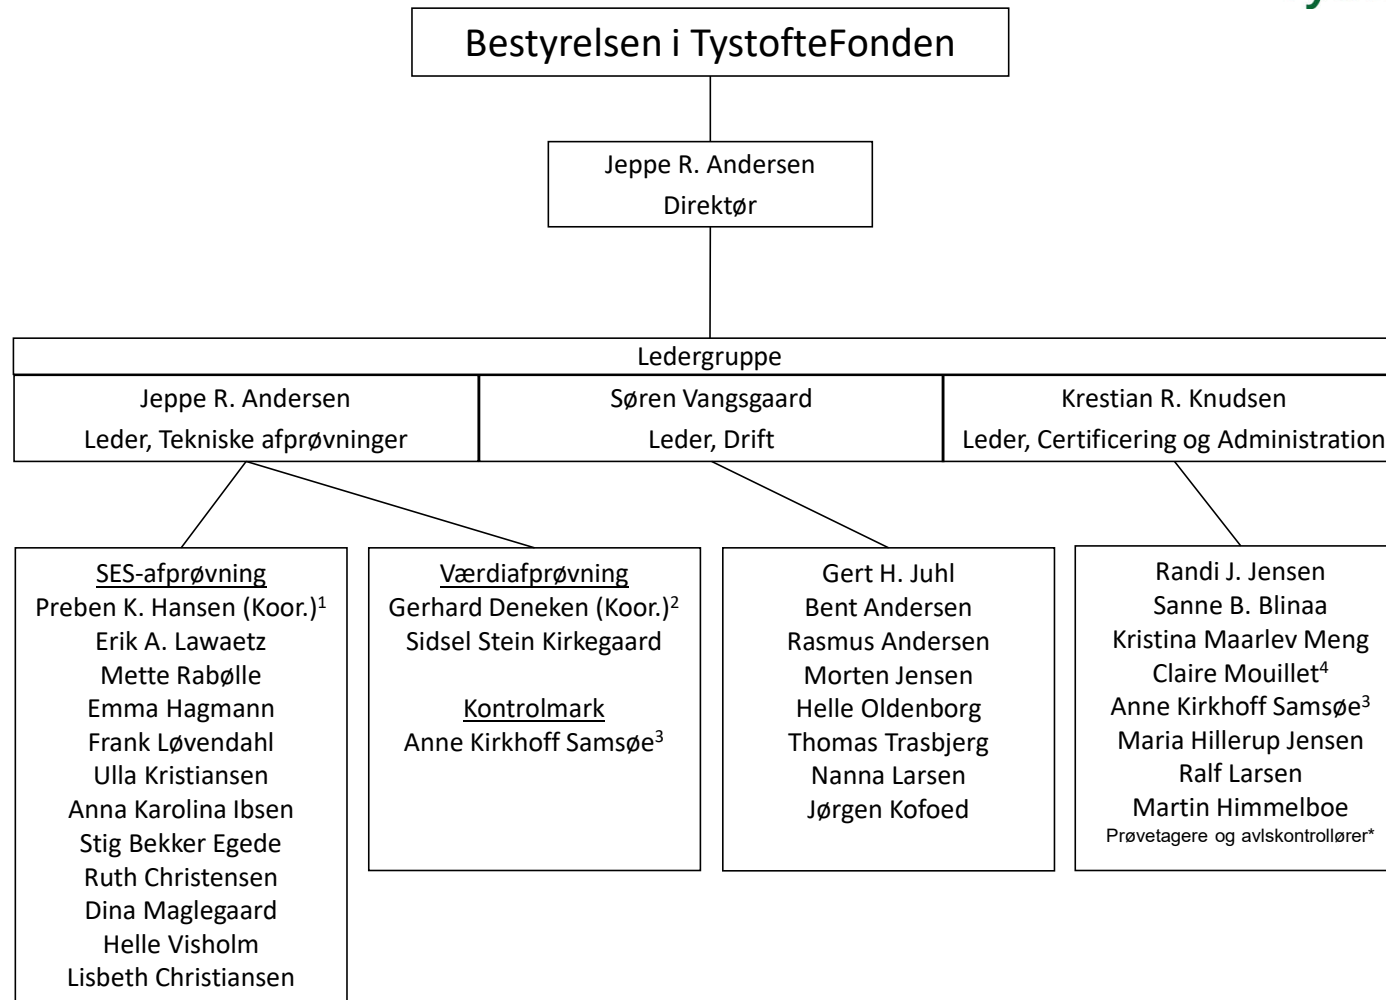 Bestyrelsen i TystofteFonden
Jeppe R. Andersen
Direktør
Ledergruppe
Jeppe R. Andersen
Leder, Tekniske afprøvninger
Søren Vangsgaard
Leder, Drift
Krestian R. Knudsen
Leder, Certificering og Administration
SES-afprøvning
Preben K. Hansen (Koor.)¹
Erik A. Lawaetz
Mette Rabølle
Emma Hagmann
Frank Løvendahl
Ulla Kristiansen
Anna Karolina Ibsen
Stig Bekker Egede
Ruth Christensen
Dina Maglegaard
Helle Visholm
Lisbeth Christiansen
Værdiafprøvning
Gerhard Deneken (Koor.)²
Sidsel Stein Kirkegaard
Kontrolmark
Anne Kirkhoff Samsøe³
Gert H. Juhl
Bent Andersen
Rasmus Andersen
Morten Jensen
Helle Oldenborg
Thomas Trasbjerg
Nanna Larsen
Jørgen Kofoed
Randi J. Jensen
Sanne B. Blinaa
Kristina Maarlev Meng
Claire Mouillet⁴
Anne Kirkhoff Samsøe³
Maria Hillerup Jensen
Ralf Larsen
Martin Himmelboe
Prøvetagere og avlskontrollører*